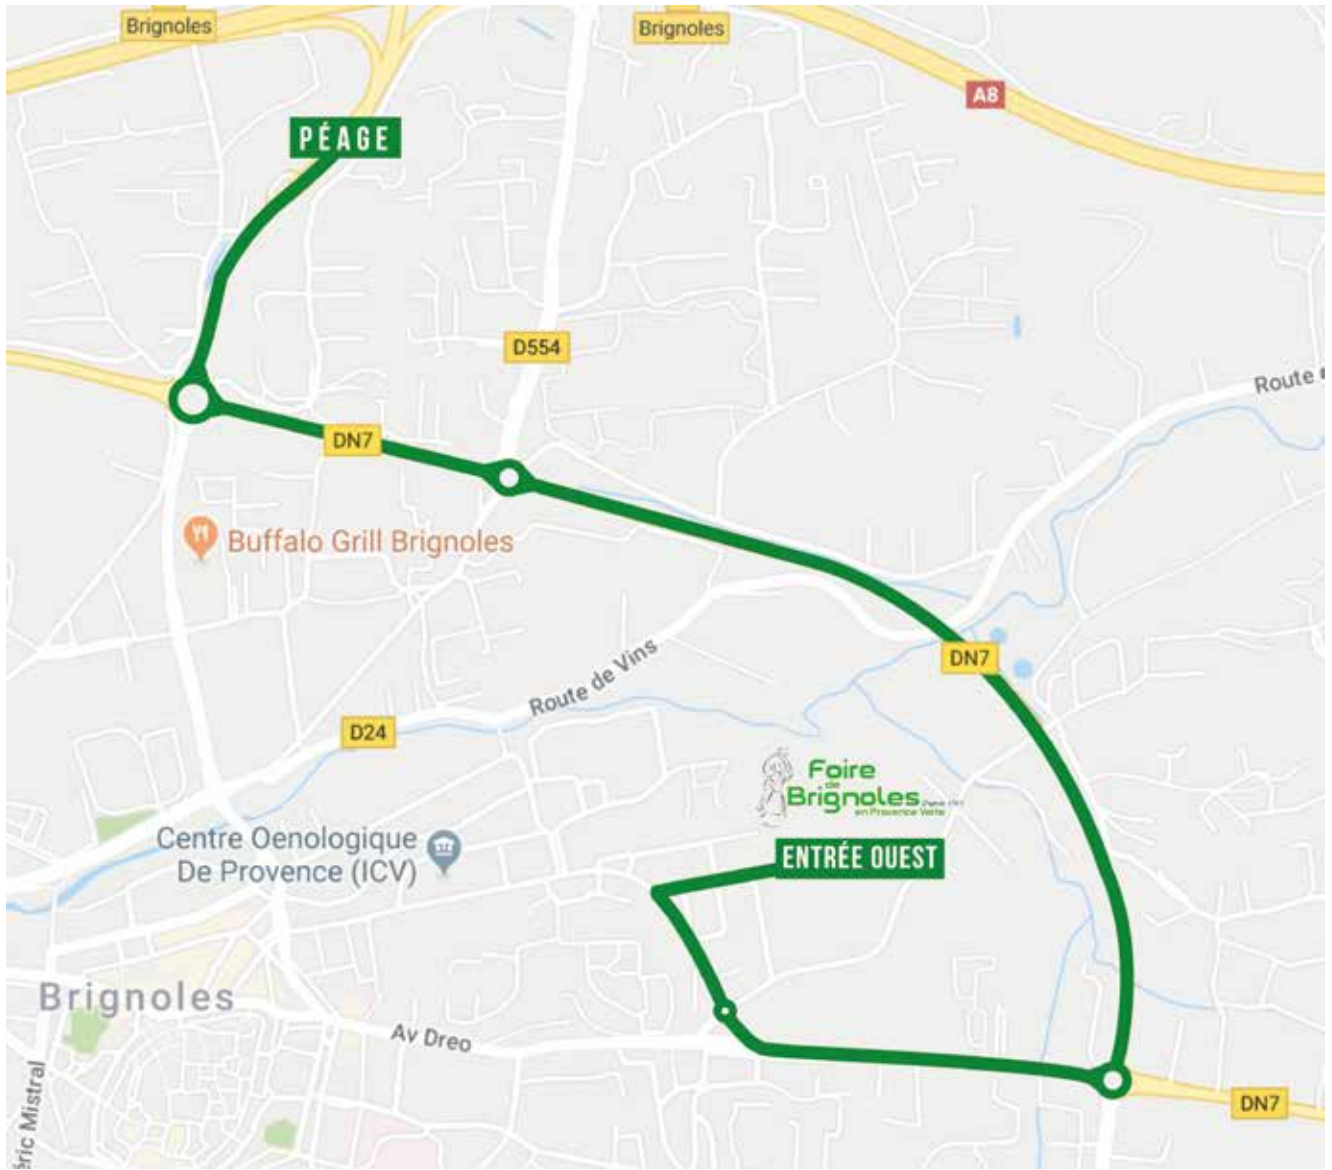 Brignoles
Brignoles
A8
PÉAGE
D554
Route
DN7
Buffalo Grill Brignoles
DN7
Route de Vins
D24
Foire
de
Brignoles
en Provence Verte
Centre Oenologique
De Provence (ICV)
ENTRÉE OUEST
Brignoles
Av Dreo
DN7
éric Mistral